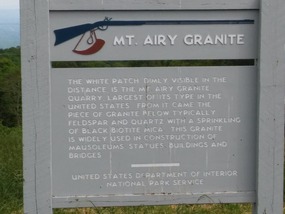 MT. AIRY GRANITE
THE WHITE PATCH DIMLY VISIBLE IN THE
DISTANCE IS THE MT. AIRY GRANITE
QUARRY LARGEST OF ITS TYPE IN THE
UNITED STATES. FROM IT CAME THE
PIECE OF GRANITE BELOW TYPICALLY
FELDSPAR AND QUARTZ WITH A SPRINKLING
OF BLACK BIOTITE MICA. THIS GRANITE
IS WIDELY USED IN CONSTRUCTION OF
MAUSOLEUMS STATUES BUILDINGS AND
BRIDGES
UNITED STATES DEPARTMENT OF INTERIOR
NATIONAL PARK SERVICE